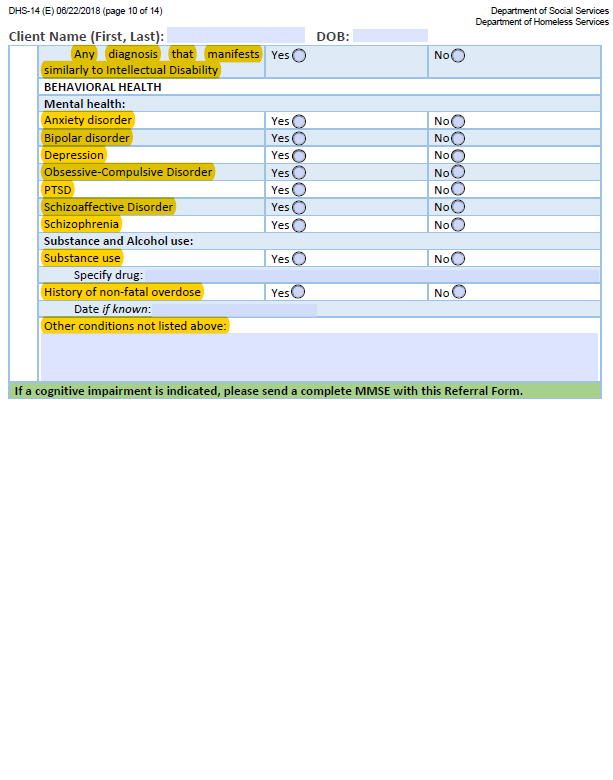 DHS-14 (E) 06/22/2018 (page 10 of 14) Department of Social Services
Department of Homeless Services
Client Name (First, Last): DOB:
Any diagnosis that manifests Yes No
similarly to Intellectual Disability
BEHAVIORAL HEALTH
Mental health:
Anxiety disorder Yes No
Bipolar disorder Yes No
Depression Yes No
Obsessive-Compulsive Disorder Yes No
PTSD Yes No
Schizoaffective Disorder Yes No
Schizophrenia Yes No
Substance and Alcohol use:
Substance use Yes No
Specify drug:
History of non-fatal overdose Yes No
Date if known:
Other conditions not listed above:
If a cognitive impairment is indicated, please send a complete MMSE with this Referral Form.